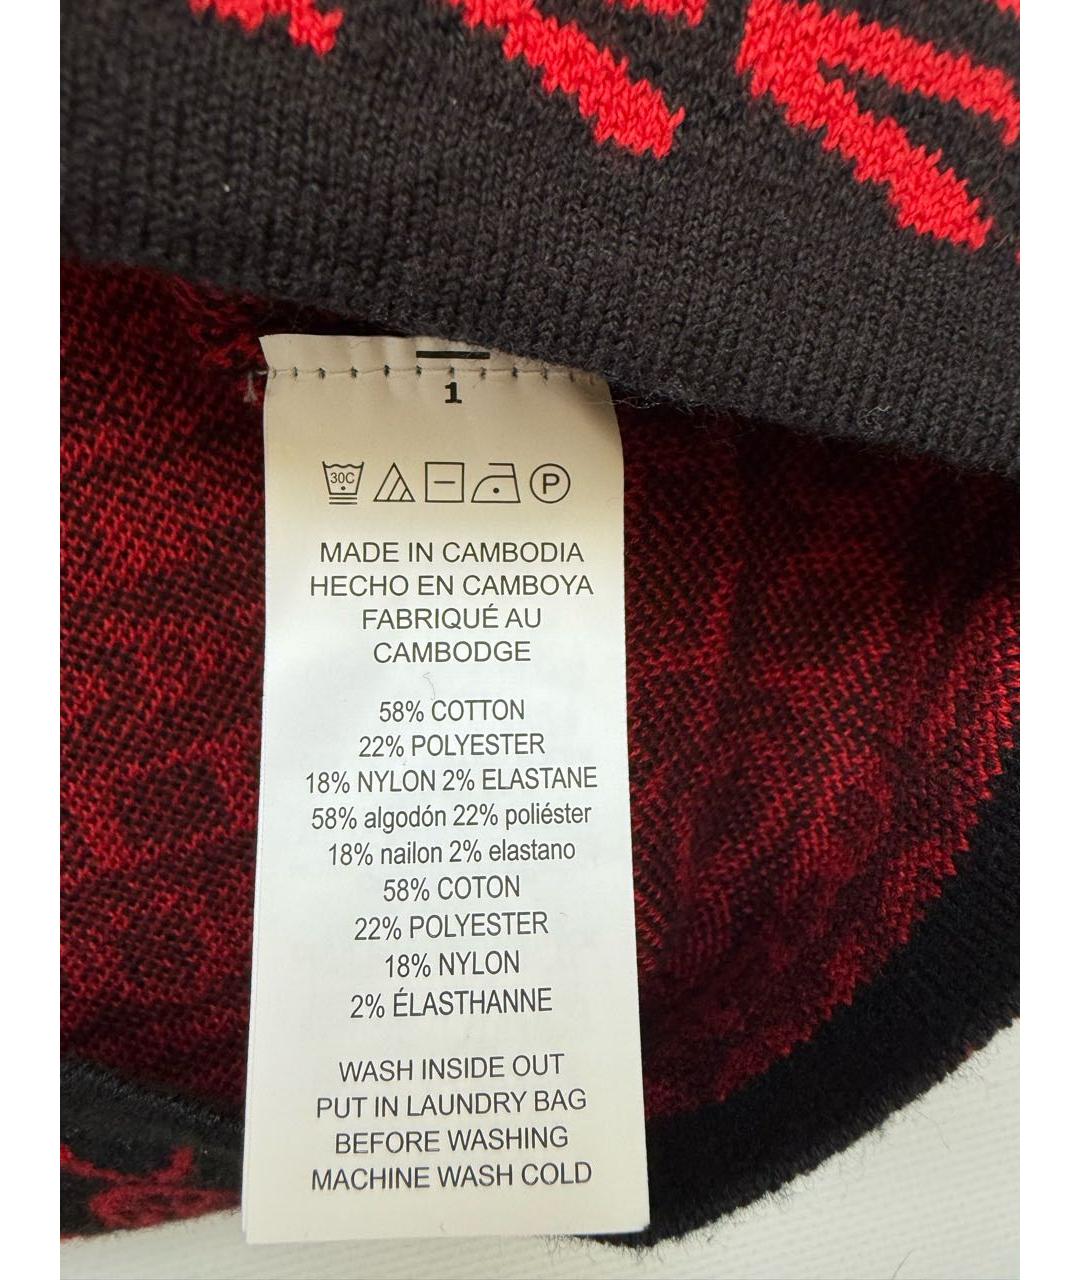 1
30C
P
MADE IN CAMBODIA
HECHO EN CAMBOYA
FABRIQUÉ AU
CAMBODGE
58% COTTON
22% POLYESTER
18% NYLON 2% ELASTANE
58% algodón 22% poliéster
18% nailon 2% elastano
58% COTON
22% POLYESTER
18% NYLON
2% ÉLASTHANNE
WASH INSIDE OUT
PUT IN LAUNDRY BAG
BEFORE WASHING
MACHINE WASH COLD